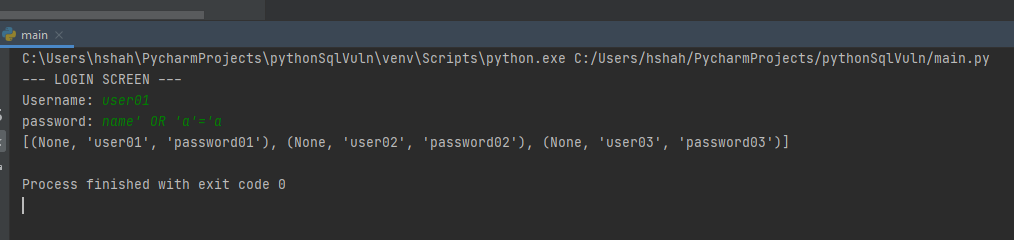 main
C:\Users\hshah\PycharmProjects\pythonSqlVuln\venv\Scripts\python.exe C:/Users/hshah/PycharmProjects/pythonSqlVuln/main.py
--- LOGIN SCREEN ---
Username: user01
password: name' OR 'a'='a
[(None, 'user01', 'password01'), (None, 'user02', 'password02'), (None, 'user03', 'password03')]
Process finished with exit code 0